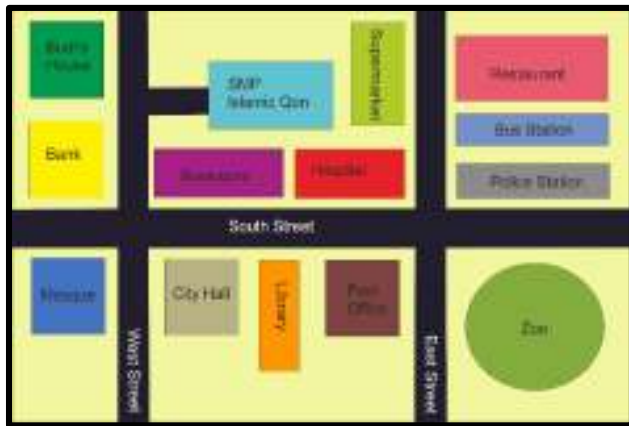 Budi's
House
SMP
Islamic Qon
Supermarket
Restaurant
Bank
Bus Station
Bookstore
Hospital
Police Station
South Street
Mosque
City Hall
Library
Post
Office
Zoo
West Street
East Street